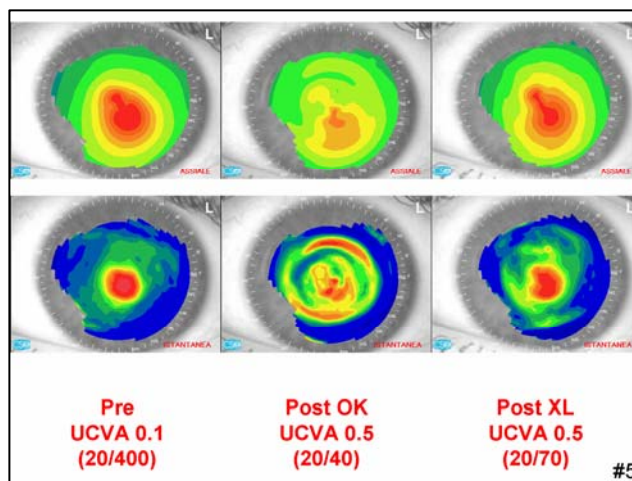 L L L
ASSIALE ASSIALE
ISTANTANEA ISTANTANEA ISTANTANEA
Pre Post OK Post XL
UCVA 0.1 UCVA 0.5 UCVA 0.5
(20/400) (20/40) (20/70)
#5